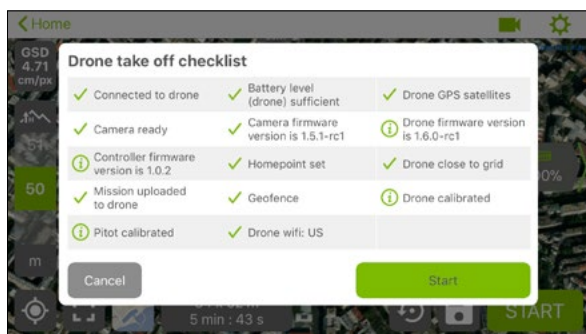 Home
GSD
4.71
cm/px
Drone take off checklist
Connected to drone
Battery level
(drone) sufficient
Drone GPS satellites
Camera ready
Camera firmware
version is 1.5.1-rc1
Drone firmware version
is 1.6.0-rc1
Controller firmware
version is 1.0.2
Homepoint set
Drone close to grid
50
Mission uploaded
to drone
Geofence
Drone calibrated
Pitot calibrated
Drone wifi: US
m
Cancel
Start
5 min : 43 s
START